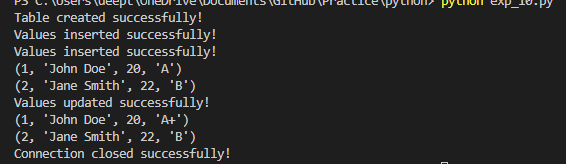 PS C:\Users\deepl\OneDrive\Documents\GitHub\Practice\python> python exp_10.py
Table created successfully!
Values inserted successfully!
Values inserted successfully!
(1, 'John Doe', 20, 'A')
(2, 'Jane Smith', 22, 'B')
Values updated successfully!
(1, 'John Doe', 20, 'A+')
(2, 'Jane Smith', 22, 'B')
Connection closed successfully!